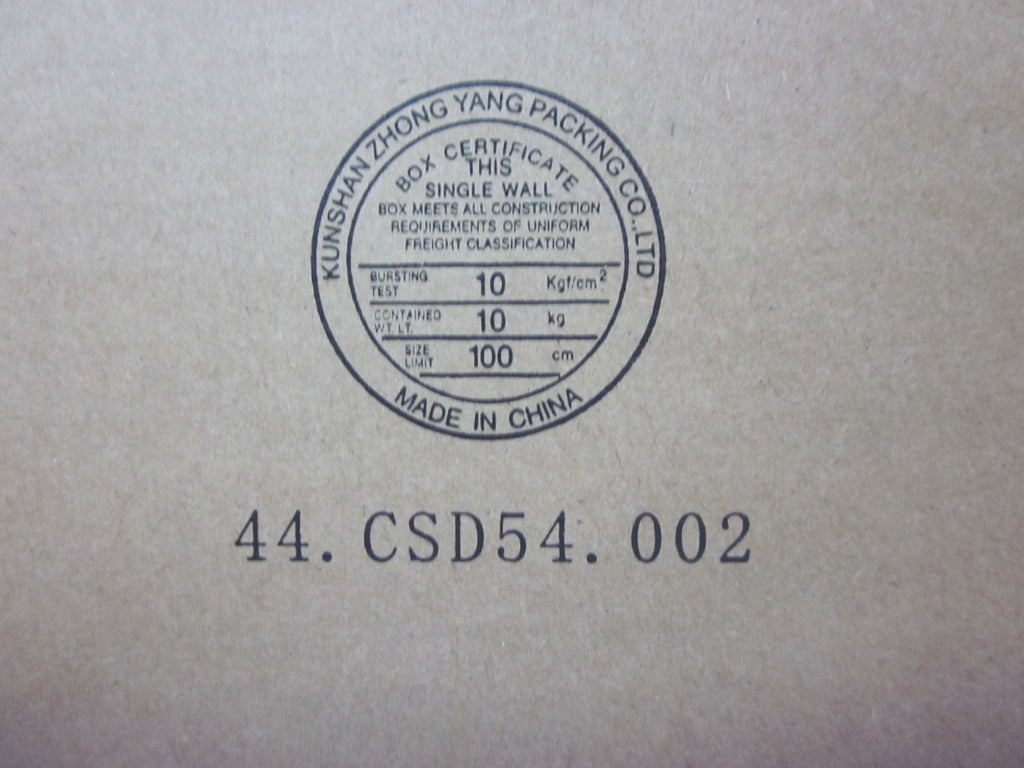 KUNSHAN ZHONG YANG PACKING CO.,LTD
BOX CERTIFICATE
THIS
SINGLE WALL
BOX MEETS ALL CONSTRUCTION
REQUIREMENTS OF UNIFORM
FREIGHT CLASSIFICATION
BURSTING TEST 10 Kgf/cm²
CONTAINED WT. LT. 10 kg
SIZE LIMIT 100 cm
MADE IN CHINA
44. CSD54. 002